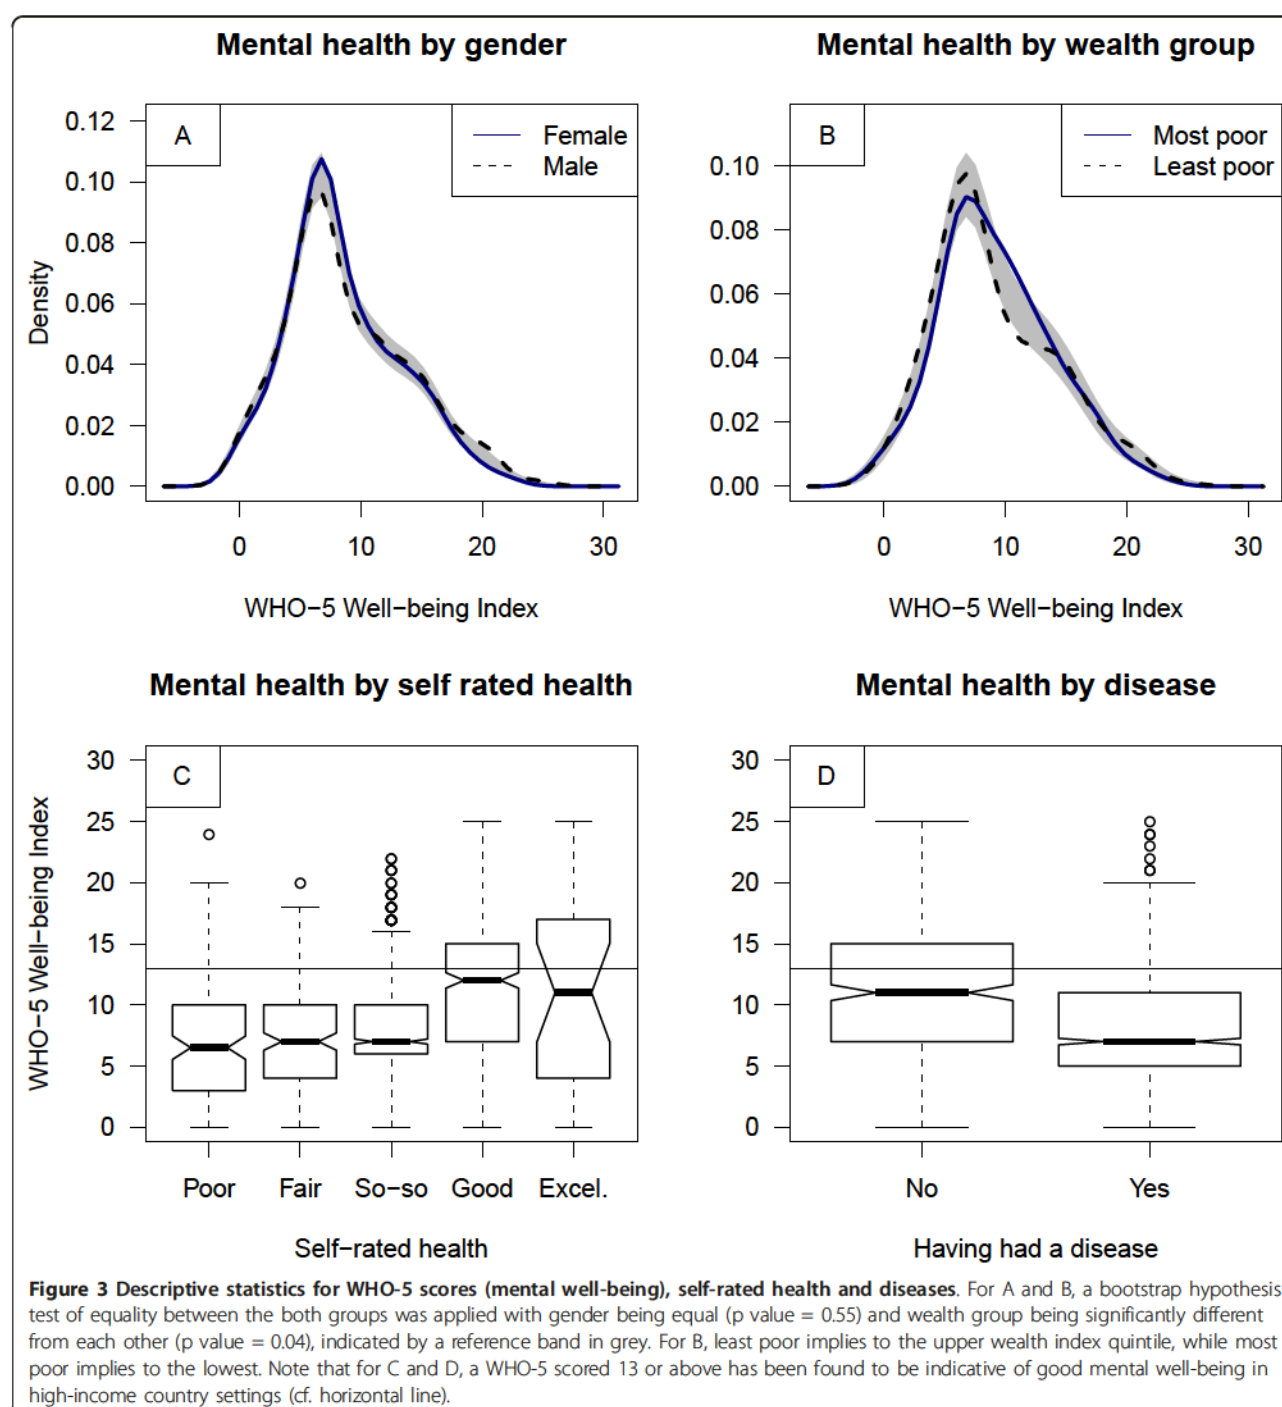 Mental health by gender
A
Female
Male
0.12
0.10
0.08
0.06
0.04
0.02
0.00
Density
0 10 20 30
WHO−5 Well−being Index
Mental health by wealth group
B
Most poor
Least poor
0.10
0.08
0.06
0.04
0.02
0.00
0 10 20 30
WHO−5 Well−being Index
Mental health by self rated health
C
30
25
20
15
10
5
0
WHO−5 Well−being Index
Poor Fair So−so Good Excel.
Self−rated health
Mental health by disease
D
30
25
20
15
10
5
0
No Yes
Having had a disease
Figure 3 Descriptive statistics for WHO-5 scores (mental well-being), self-rated health and diseases. For A and B, a bootstrap hypothesis
test of equality between the both groups was applied with gender being equal (p value = 0.55) and wealth group being significantly different
from each other (p value = 0.04), indicated by a reference band in grey. For B, least poor implies to the upper wealth index quintile, while most
poor implies to the lowest. Note that for C and D, a WHO-5 scored 13 or above has been found to be indicative of good mental well-being in
high-income country settings (cf. horizontal line).